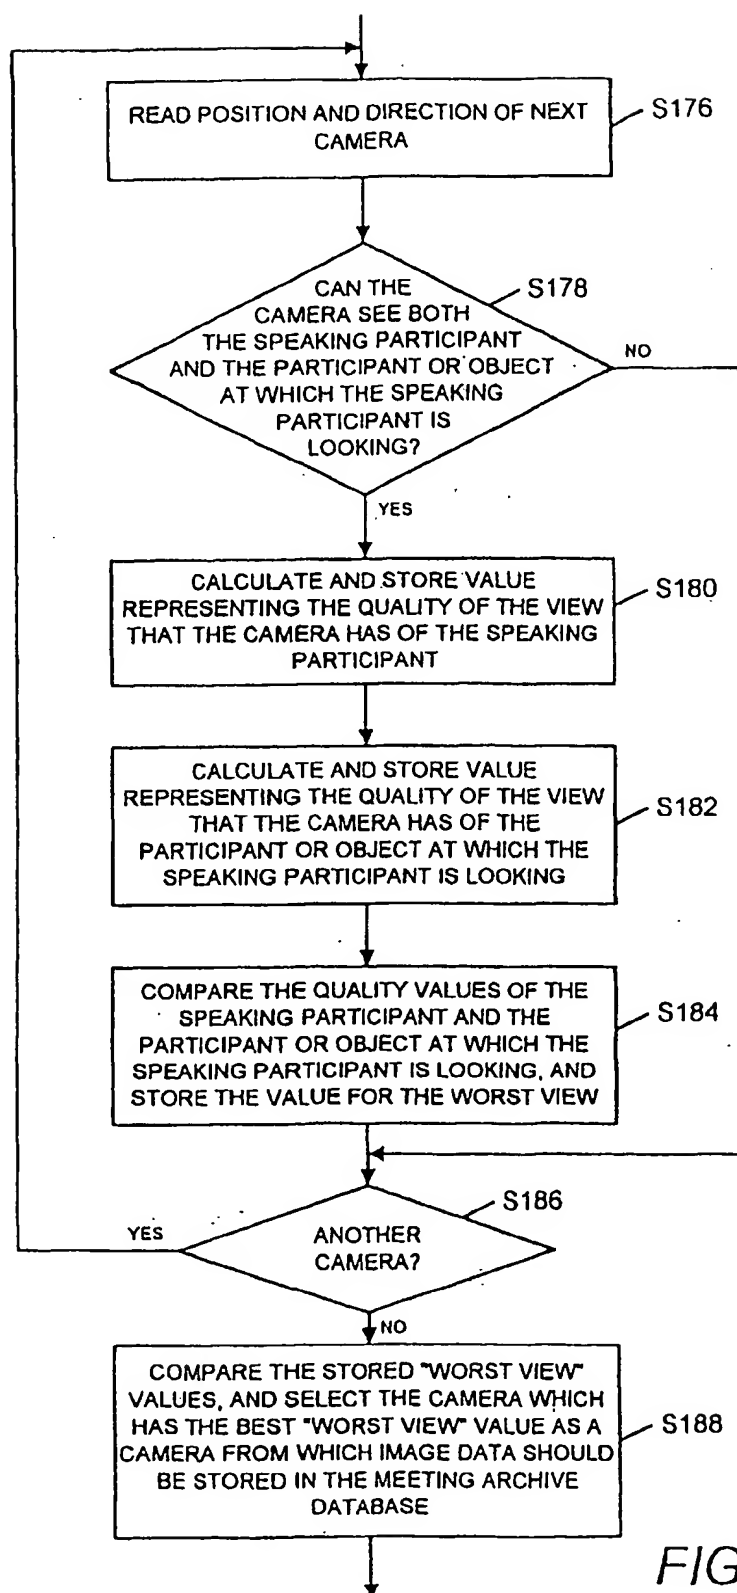 READ POSITION AND DIRECTION OF NEXT
CAMERA
S176
CAN THE
CAMERA SEE BOTH
THE SPEAKING PARTICIPANT
AND THE PARTICIPANT OR OBJECT
AT WHICH THE SPEAKING
PARTICIPANT IS
LOOKING?
S178
NO
YES
CALCULATE AND STORE VALUE
REPRESENTING THE QUALITY OF THE VIEW
THAT THE CAMERA HAS OF THE SPEAKING
PARTICIPANT
S180
CALCULATE AND STORE VALUE
REPRESENTING THE QUALITY OF THE VIEW
THAT THE CAMERA HAS OF THE
PARTICIPANT OR OBJECT AT WHICH THE
SPEAKING PARTICIPANT IS LOOKING
S182
COMPARE THE QUALITY VALUES OF THE
SPEAKING PARTICIPANT AND THE
PARTICIPANT OR OBJECT AT WHICH THE
SPEAKING PARTICIPANT IS LOOKING, AND
STORE THE VALUE FOR THE WORST VIEW
S184
YES
ANOTHER
CAMERA?
S186
NO
COMPARE THE STORED "WORST VIEW"
VALUES, AND SELECT THE CAMERA WHICH
HAS THE BEST "WORST VIEW" VALUE AS A
CAMERA FROM WHICH IMAGE DATA SHOULD
BE STORED IN THE MEETING ARCHIVE
DATABASE
S188
FIG